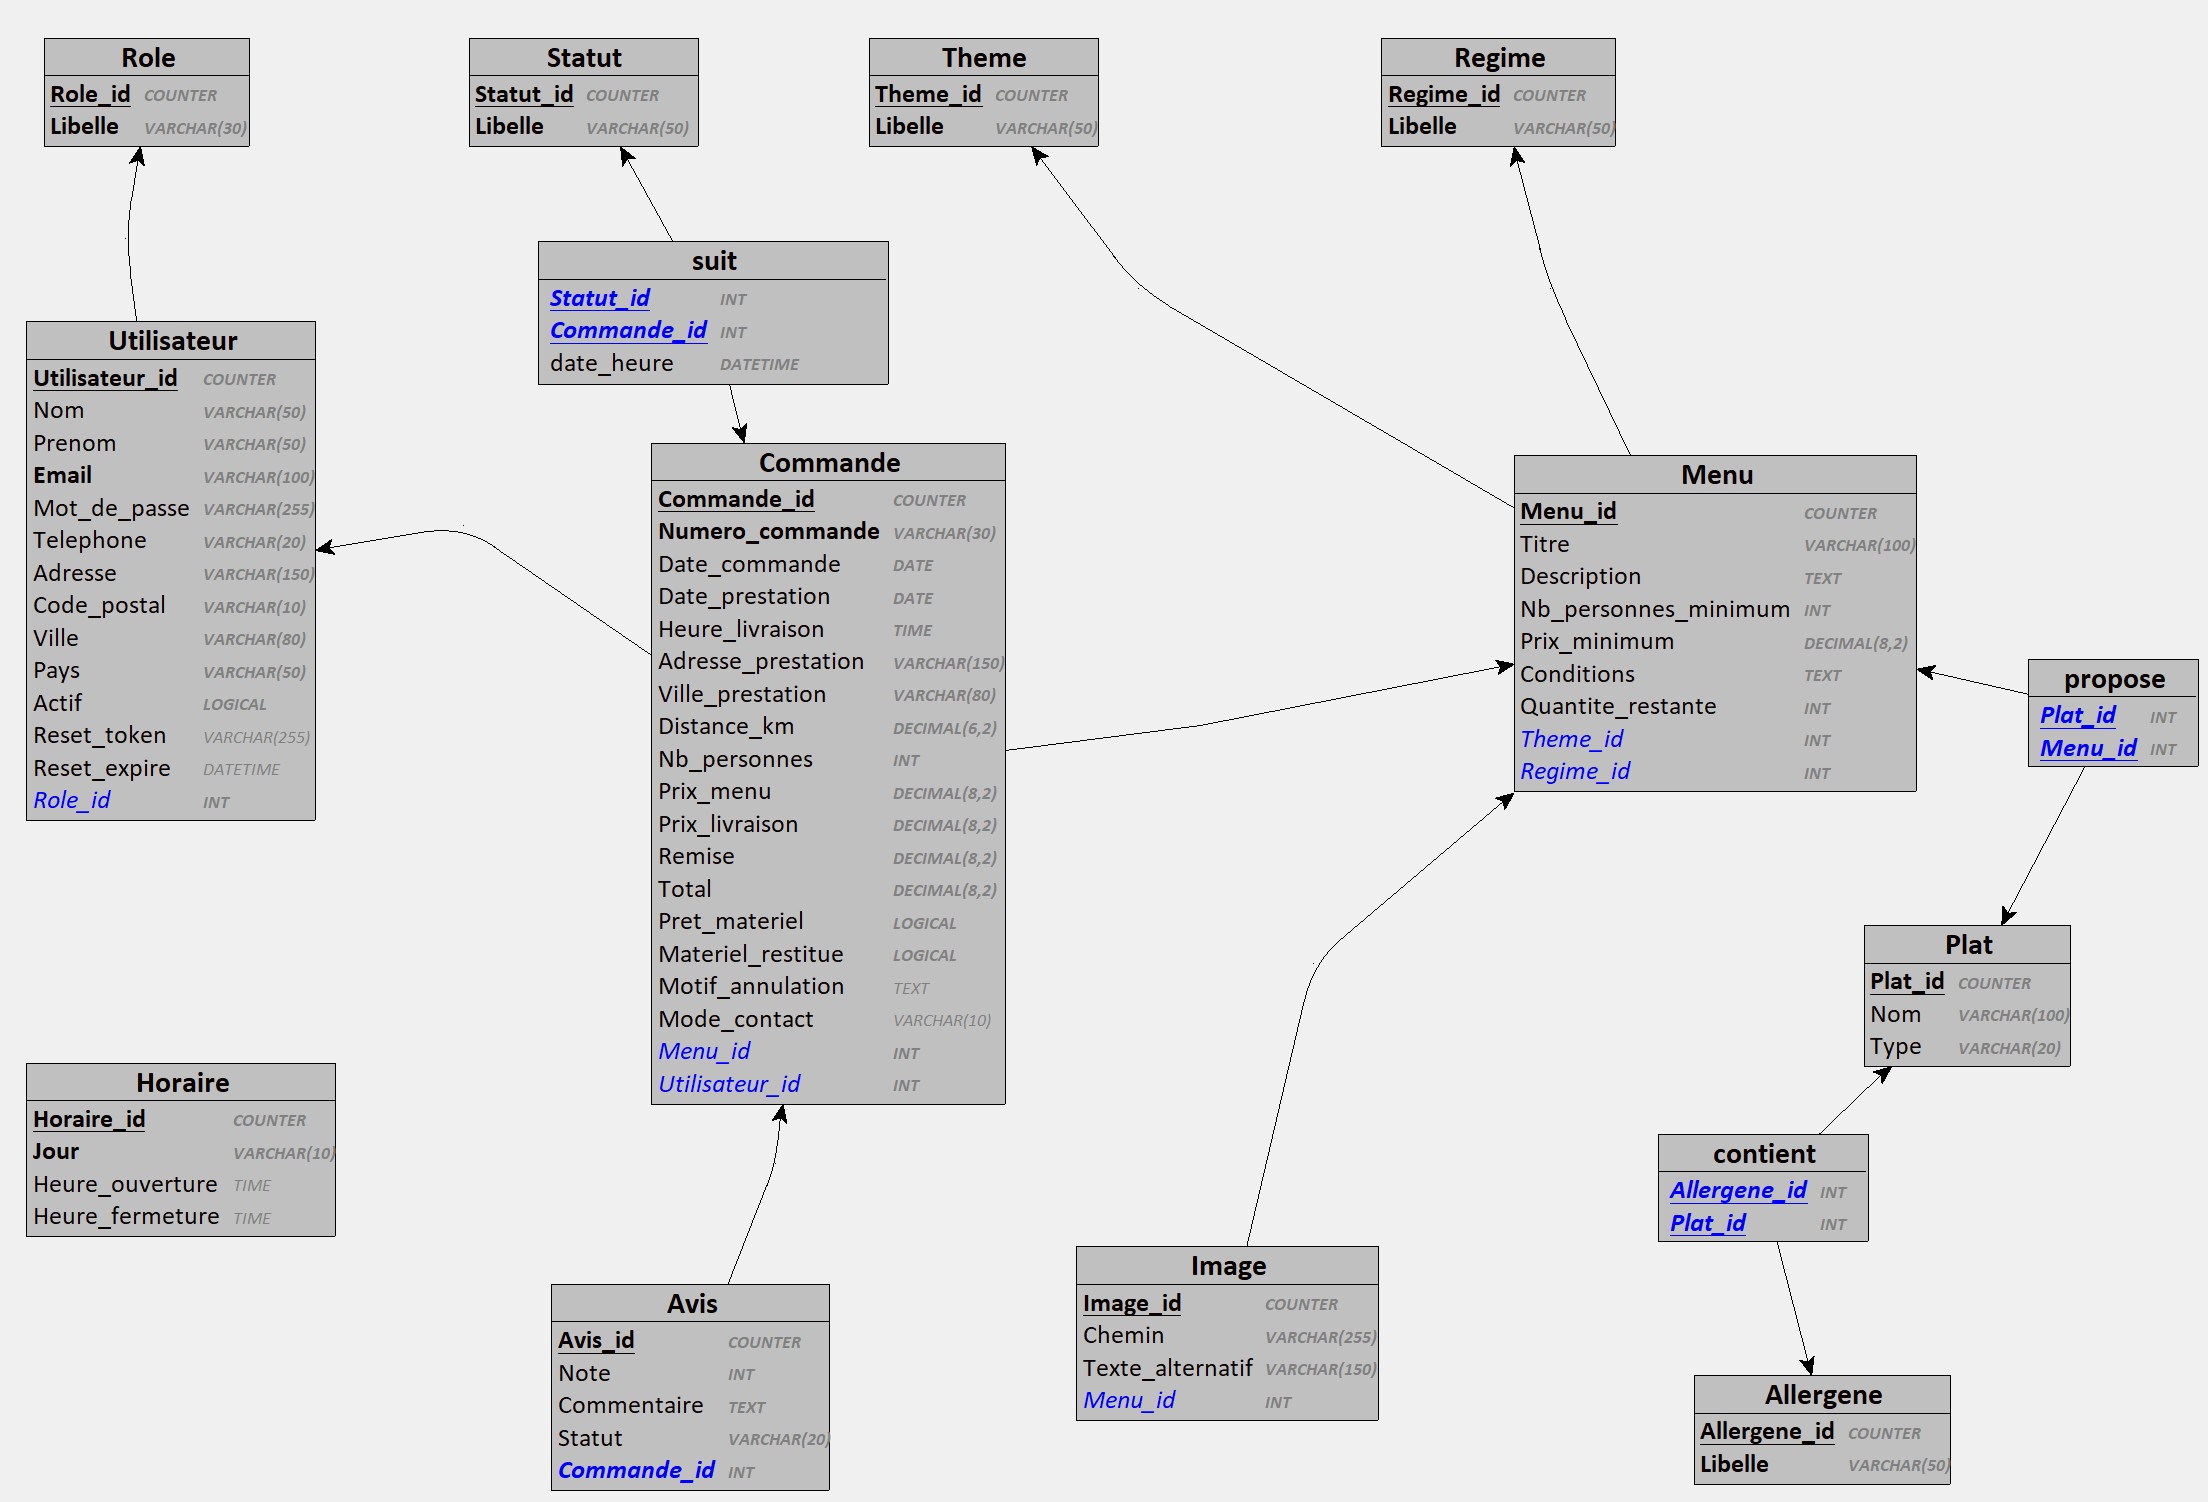 Role
Role_id COUNTER
Libelle VARCHAR(30)
Statut
Statut_id COUNTER
Libelle VARCHAR(50)
Theme
Theme_id COUNTER
Libelle VARCHAR(50)
Regime
Regime_id COUNTER
Libelle VARCHAR(50)
suit
Statut_id INT
Commande_id INT
date_heure DATETIME
Utilisateur
Utilisateur_id COUNTER
Nom VARCHAR(50)
Prenom VARCHAR(50)
Email VARCHAR(100)
Mot_de_passe VARCHAR(255)
Telephone VARCHAR(20)
Adresse VARCHAR(150)
Code_postal VARCHAR(10)
Ville VARCHAR(80)
Pays VARCHAR(50)
Actif LOGICAL
Reset_token VARCHAR(255)
Reset_expire DATETIME
Role_id INT
Commande
Commande_id COUNTER
Numero_commande VARCHAR(30)
Date_commande DATE
Date_prestation DATE
Heure_livraison TIME
Adresse_prestation VARCHAR(150)
Ville_prestation VARCHAR(80)
Distance_km DECIMAL(6,2)
Nb_personnes INT
Prix_menu DECIMAL(8,2)
Prix_livraison DECIMAL(8,2)
Remise DECIMAL(8,2)
Total DECIMAL(8,2)
Pret_materiel LOGICAL
Materiel_restitue LOGICAL
Motif_annulation TEXT
Mode_contact VARCHAR(10)
Menu_id INT
Utilisateur_id INT
Menu
Menu_id COUNTER
Titre VARCHAR(100)
Description TEXT
Nb_personnes_minimum INT
Prix_minimum DECIMAL(8,2)
Conditions TEXT
Quantite_restante INT
Theme_id INT
Regime_id INT
propose
Plat_id INT
Menu_id INT
Plat
Plat_id COUNTER
Nom VARCHAR(100)
Type VARCHAR(20)
Horaire
Horaire_id COUNTER
Jour VARCHAR(10)
Heure_ouverture TIME
Heure_fermeture TIME
contient
Allergene_id INT
Plat_id INT
Avis
Avis_id COUNTER
Note INT
Commentaire TEXT
Statut VARCHAR(20)
Commande_id INT
Image
Image_id COUNTER
Chemin VARCHAR(255)
Texte_alternatif VARCHAR(150)
Menu_id INT
Allergene
Allergene_id COUNTER
Libelle VARCHAR(50)